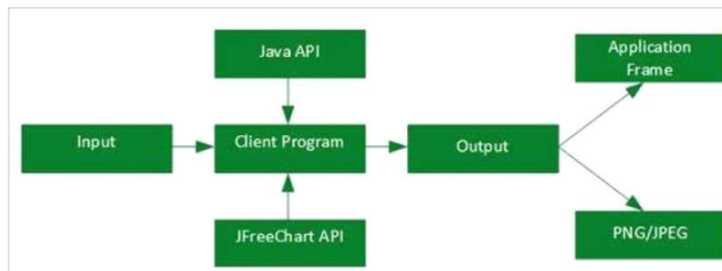 Java API
Application
Frame
Input
Client Program
Output
JFreeChart API
PNG/JPEG